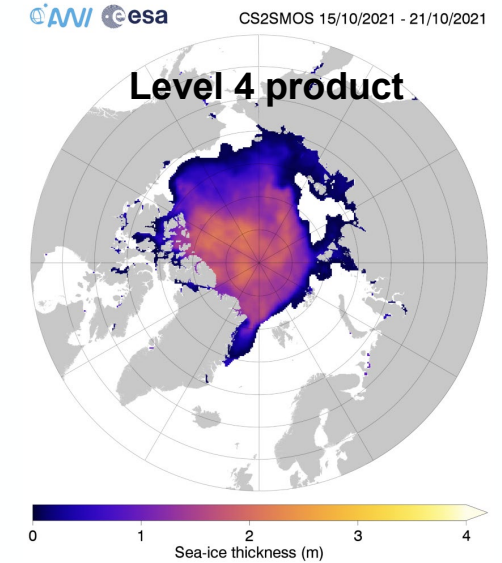 AWI esa CS2SMOS 15/10/2021 - 21/10/2021
Level 4 product
0 1 2 3 4
Sea-ice thickness (m)